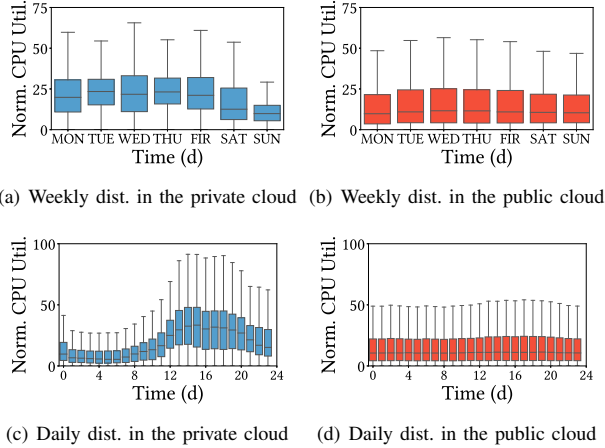 75
50
25
0
Norm. CPU Util.
MON TUE WED THU FIR SAT SUN
Time (d)
75
50
25
0
Norm. CPU Util.
MON TUE WED THU FIR SAT SUN
Time (d)
a) Weekly dist. in the private cloud
(b) Weekly dist. in the public cloud
100
50
0
Norm. CPU Util.
0 4 8 12 16 20 24
Time (d)
100
50
0
Norm. CPU Util.
0 4 8 12 16 20 24
Time (d)
(c) Daily dist. in the private cloud
(d) Daily dist. in the public cloud